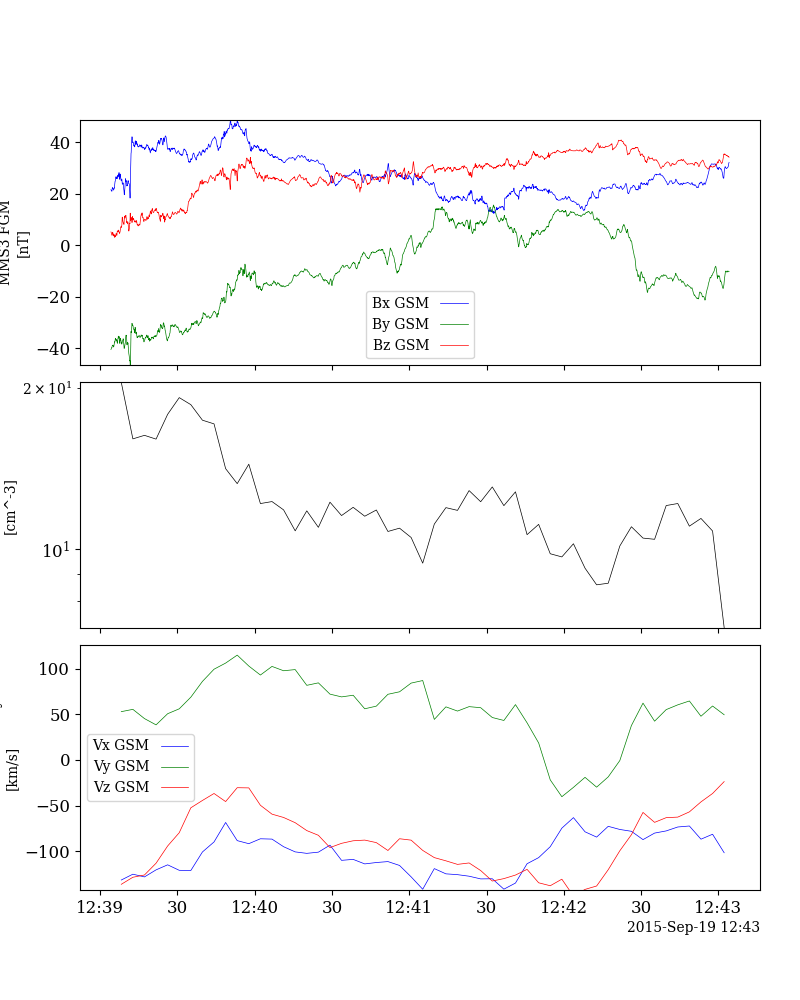 MMS3 FGM
[nT]
40
20
0
−20
−40
Bx GSM
By GSM
Bz GSM
2 × 10¹
10¹
[cm^-3]
100
50
0
−50
−100
[km/s]
Vx GSM
Vy GSM
Vz GSM
12:39 30 12:40 30 12:41 30 12:42 30 12:43
2015-Sep-19 12:43